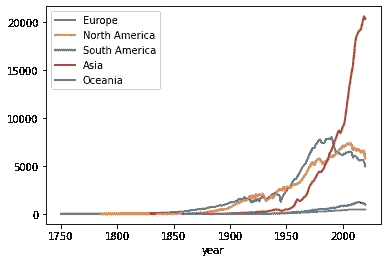 20000
15000
10000
5000
0
Europe
North America
South America
Asia
Oceania
1750
1800
1850
1900
1950
2000
year